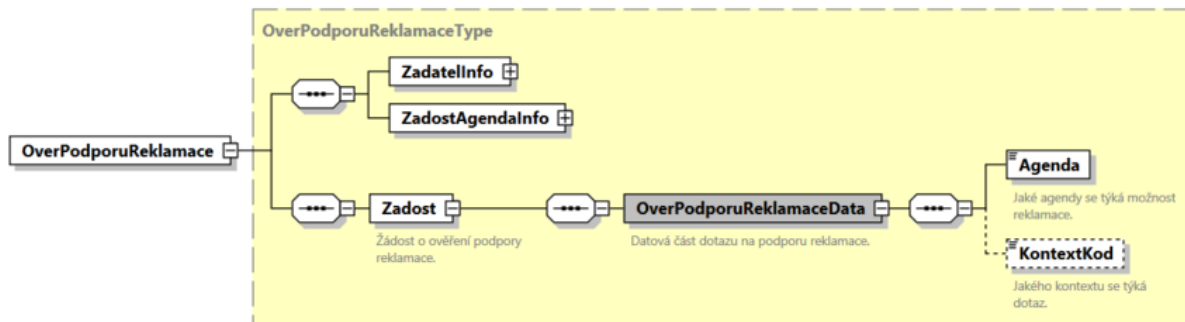 OverPodporuReklamaceType
ZadatelInfo
ZadostAgendaInfo
OverPodporuReklamace
Zadost
Žádost o ověření podpory
reklamace.
OverPodporuReklamaceData
Datová část dotazu na podporu reklamace.
Agenda
Jaké agendy se týká možnost
reklamace.
KontextKod
Jakého kontextu se týká
dotaz.